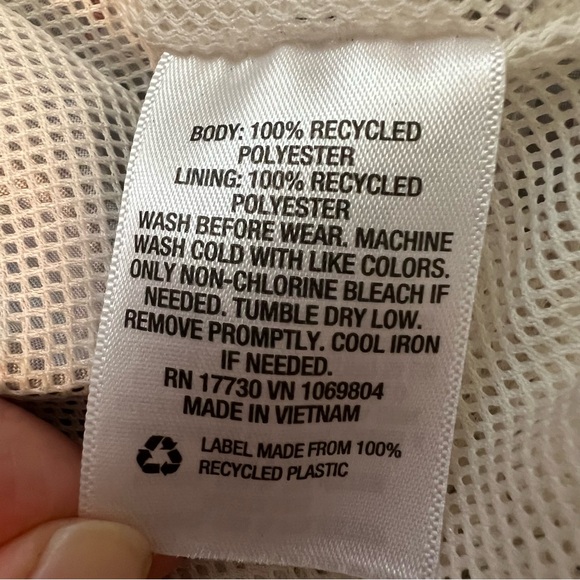 BODY: 100% RECYCLED
POLYESTER
LINING: 100% RECYCLED
POLYESTER
WASH BEFORE WEAR. MACHINE
WASH COLD WITH LIKE COLORS.
ONLY NON-CHLORINE BLEACH IF
NEEDED. TUMBLE DRY LOW.
REMOVE PROMPTLY. COOL IRON
IF NEEDED.
RN 17730 VN 1069804
MADE IN VIETNAM
LABEL MADE FROM 100%
RECYCLED PLASTIC